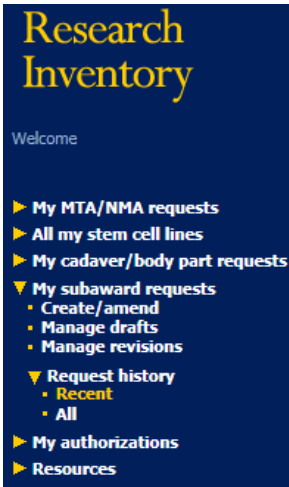 Research
Inventory
Welcome
My MTA/NMA requests
All my stem cell lines
My cadaver/body part requests
My subaward requests
Create/amend
Manage drafts
Manage revisions
Request history
Recent
All
My authorizations
Resources